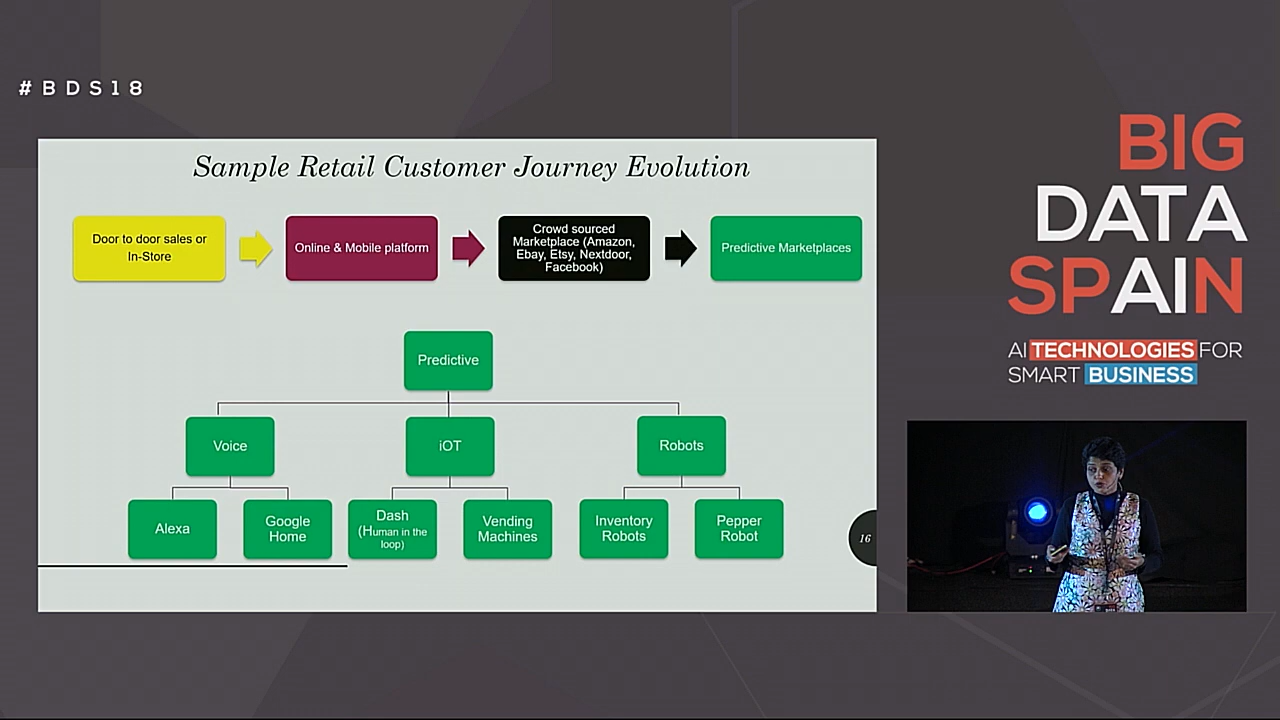 #BDS18
Sample Retail Customer Journey Evolution
Door to door sales or
In-Store
Online & Mobile platform
Crowd sourced
Marketplace (Amazon,
Ebay, Etsy, Nextdoor,
Facebook)
Predictive Marketplaces
Predictive
Voice
iOT
Robots
Alexa
Google
Home
Dash
(Human in the
loop)
Vending
Machines
Inventory
Robots
Pepper
Robot
16
BIG
DATA
SPAIN
AI TECHNOLOGIES FOR
SMART BUSINESS